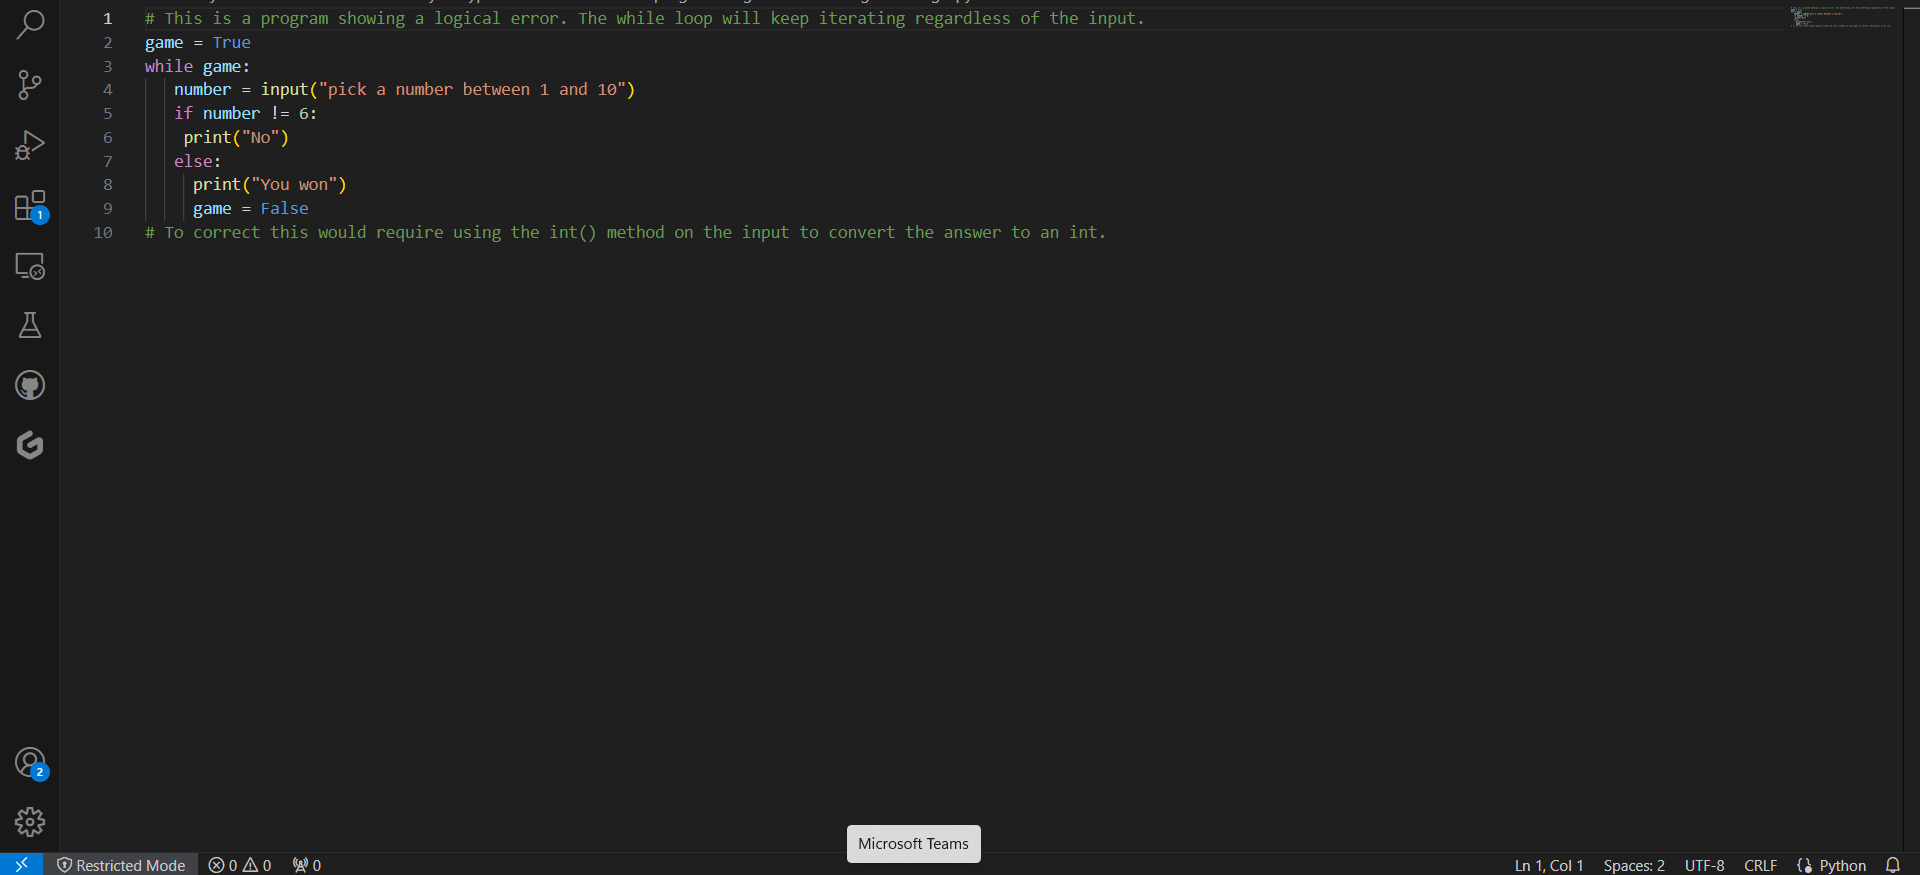 1 # This is a program showing a logical error. The while loop will keep iterating regardless of the input.
2 game = True
3 while game:
4 number = input("pick a number between 1 and 10")
5 if number != 6:
6 print("No")
7 else:
8 print("You won")
9 game = False
10 # To correct this would require using the int() method on the input to convert the answer to an int.
1
2
Microsoft Teams
Restricted Mode 0 0 0 Ln 1, Col 1 Spaces: 2 UTF-8 CRLF {} Python